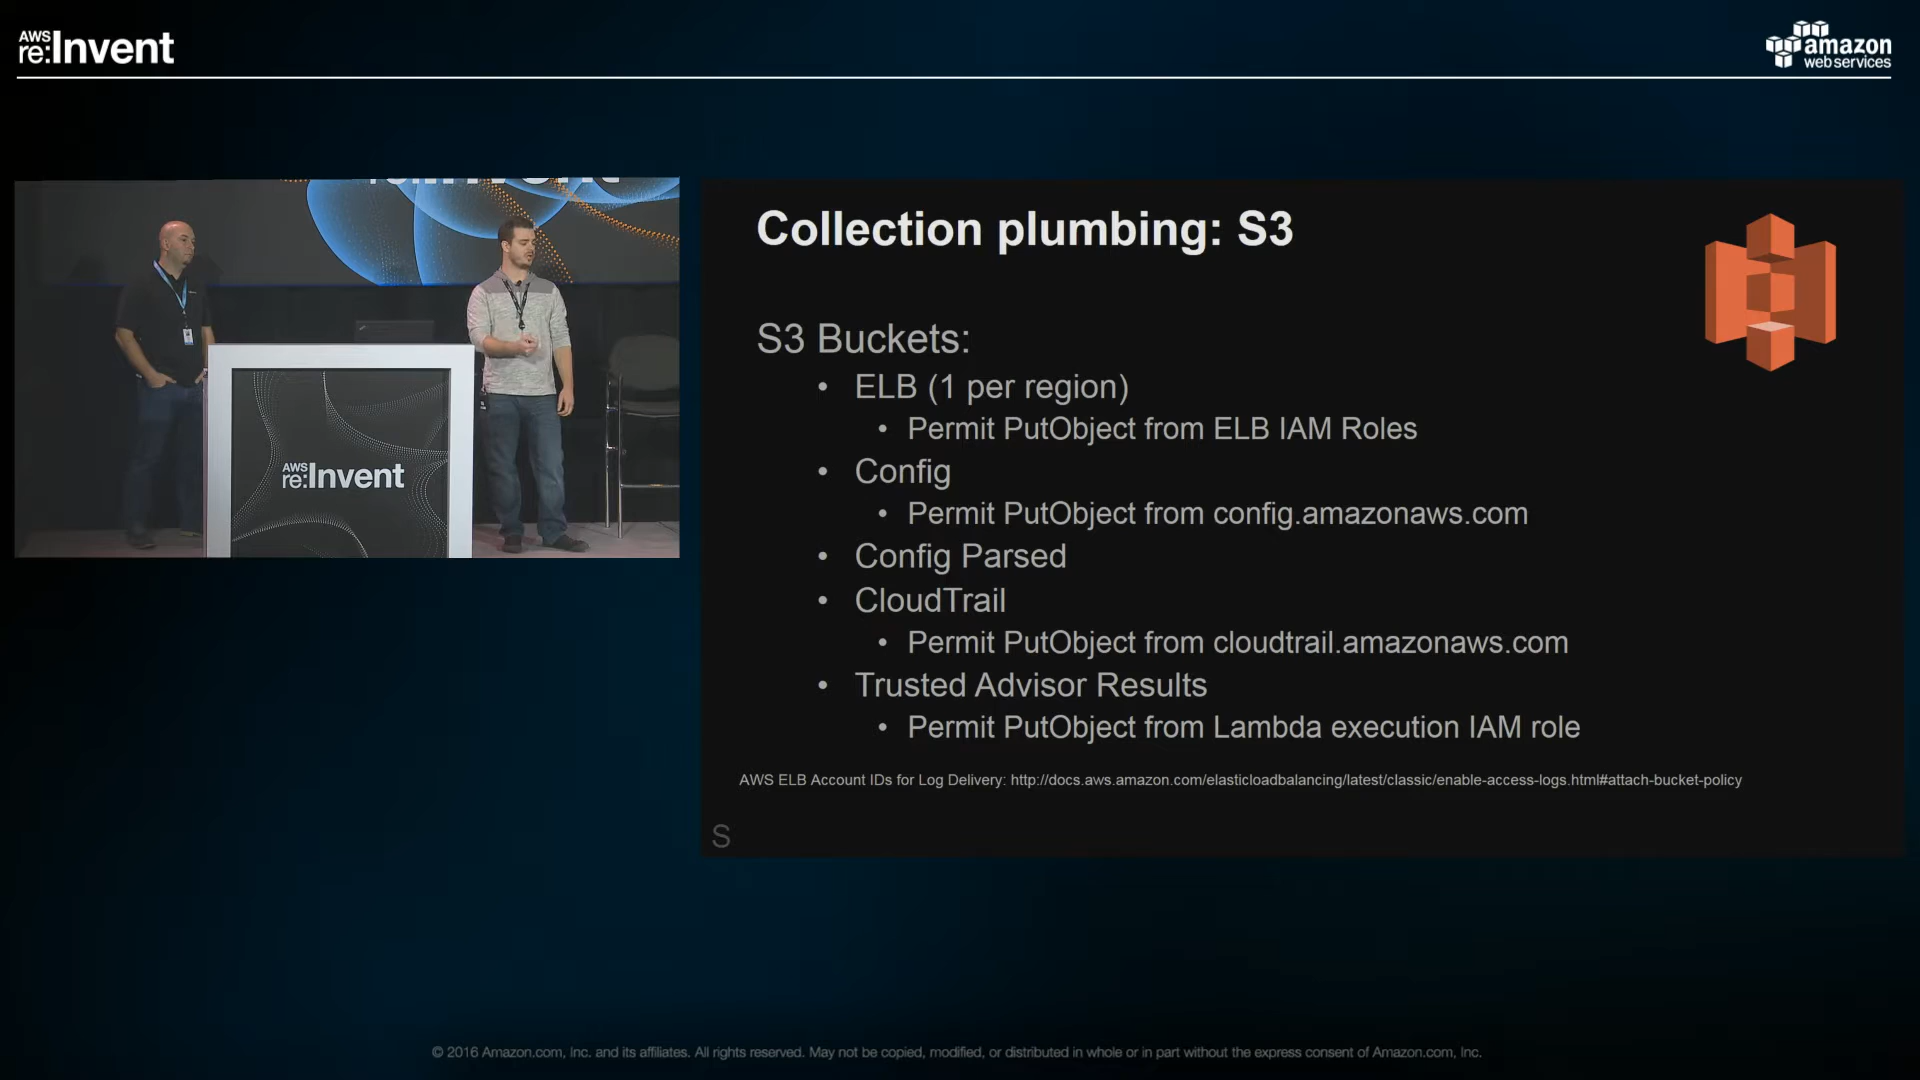 AWS
re:Invent
amazon
web services
re:Invent
AWS
re:Invent
Collection plumbing: S3
S3 Buckets:
• ELB (1 per region)
• Permit PutObject from ELB IAM Roles
• Config
• Permit PutObject from config.amazonaws.com
• Config Parsed
• CloudTrail
• Permit PutObject from cloudtrail.amazonaws.com
• Trusted Advisor Results
• Permit PutObject from Lambda execution IAM role
AWS ELB Account IDs for Log Delivery: http://docs.aws.amazon.com/elasticloadbalancing/latest/classic/enable-access-logs.html#attach-bucket-policy
S
© 2016 Amazon.com, Inc. and its affiliates. All rights reserved. May not be copied, modified, or distributed in whole or in part without the express consent of Amazon.com, Inc.